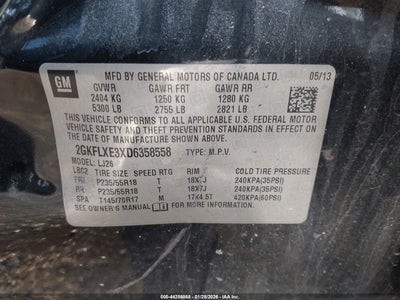 GM
MFD BY GENERAL MOTORS OF CANADA LTD. 05/13
GVWR GAWR FRT GAWR RR
2404 KG 1250 KG 1280 KG
5300 LB 2755 LB 2821 LB
THIS VEHICLE CONFORMS TO ALL APPLICABLE U.S. FEDERAL
MOTOR VEHICLE SAFETY, BUMPER, AND THEFT PREVENTION
STANDARDS IN EFFECT ON THE DATE OF MANUFACTURE SHOWN ABOVE.
2GKFLXE3XD6358558 TYPE: M.P.V.
MODEL: LJ26
TIRE SIZE SPEED RTG RIM COLD TIRE PRESSURE
FRT P235/55R18 T 18X7J 240KPA(35PSI)
RR P235/55R18 T 18X7J 240KPA(35PSI)
SPA T145/70R17 M 17X4.5T 420KPA(60PSI)
SEE OWNER'S MANUAL FOR ADDITIONAL INFORMATION.
IN: 44256868 01/28/2026 IAA